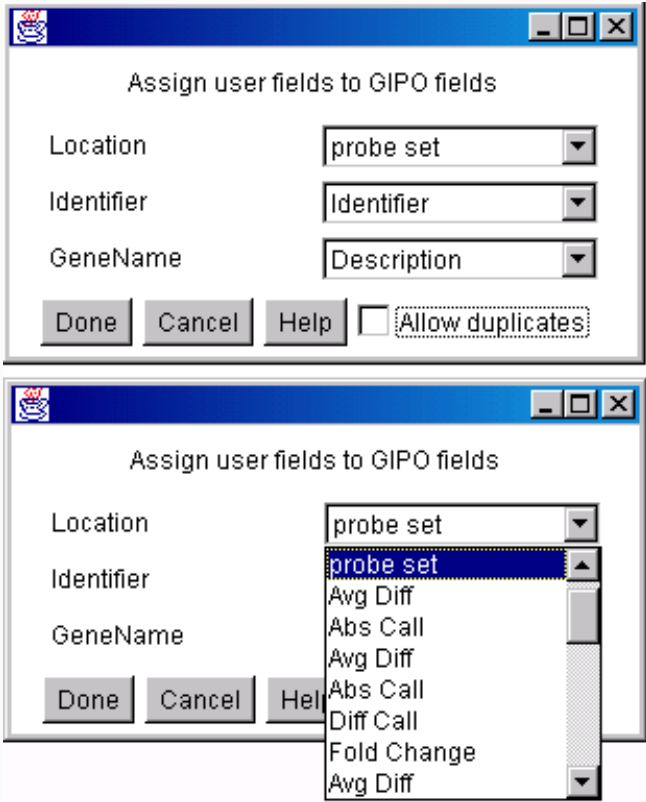 Assign user fields to GIPO fields
Location probe set
Identifier Identifier
GeneName Description
Done Cancel Help Allow duplicates
Assign user fields to GIPO fields
Location probe set
probe set
Identifier
Avg Diff
Abs Call
GeneName
Avg Diff
Abs Call
Done Cancel Hel
Diff Call
Fold Change
Avg Diff